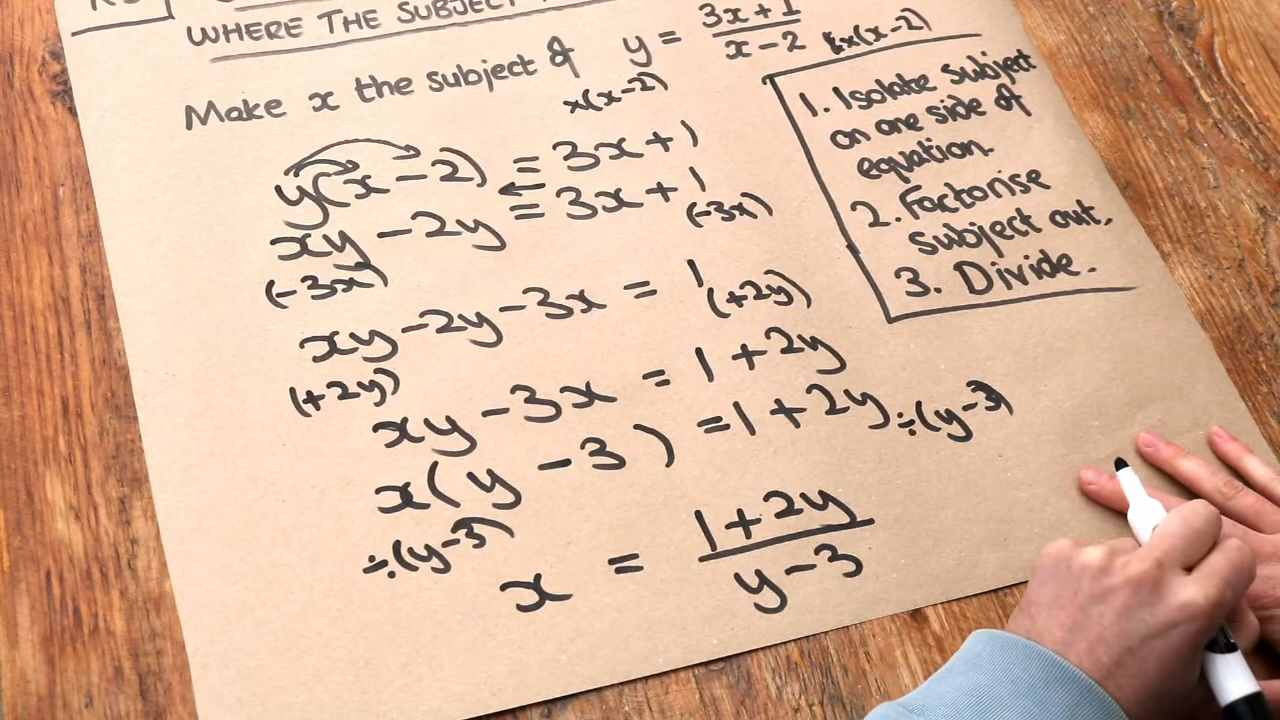 WHERE THE SUBJECT
Make x the subject of y = (3x+1)/(x-2) x(x-2)
x(x-2)
y(x-2) = 3x+1
xy-2y = 3x+1
(-3x) (-3x)
xy-2y-3x = 1
(+2y) (+2y)
xy-3x = 1+2y
x(y-3) = 1+2y ÷(y-3)
÷(y-3)
x = (1+2y)/(y-3)
1. Isolate subject
on one side of
equation.
2. Factorise
subject out.
3. Divide.